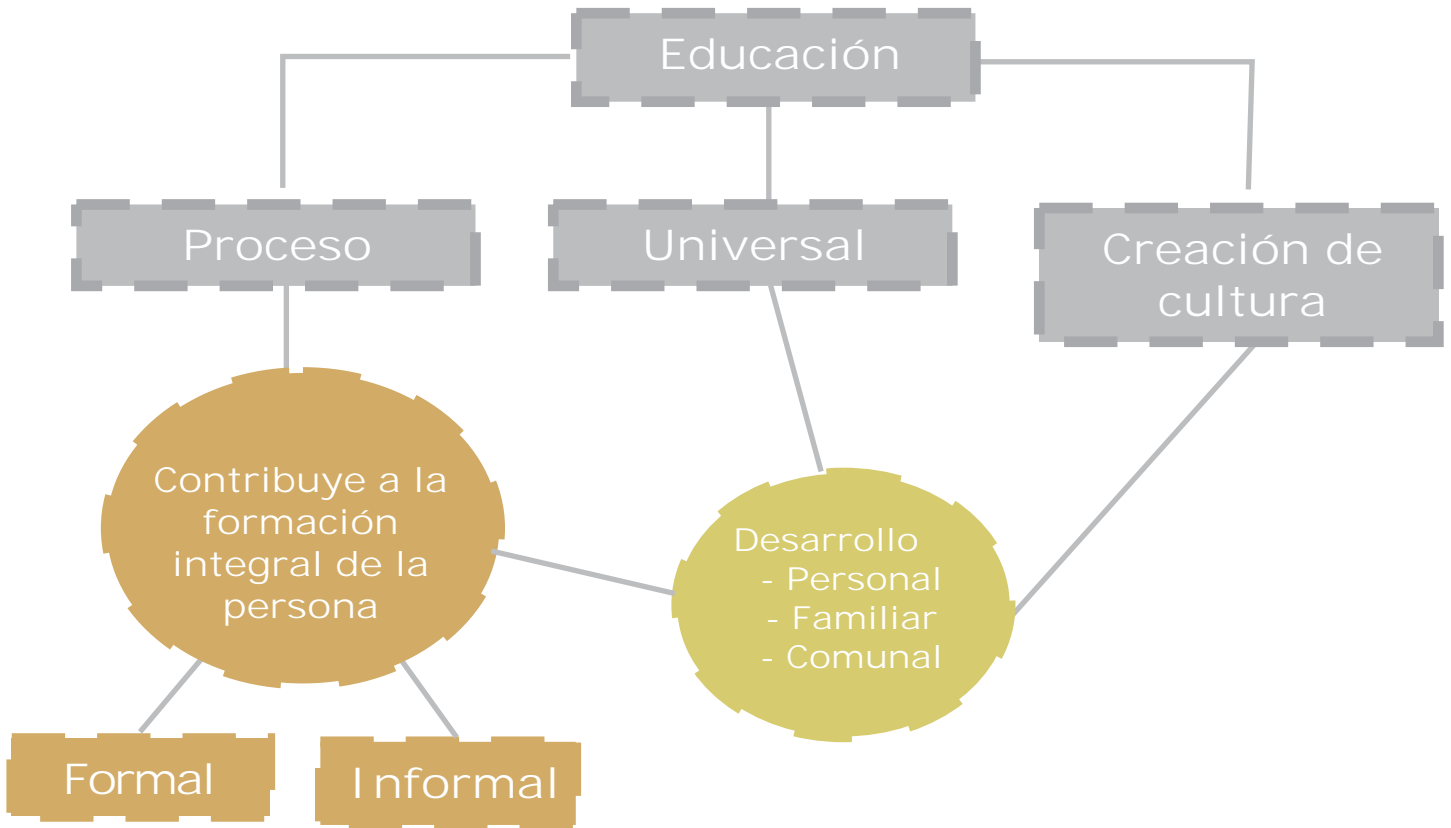 Educación
Proceso
Universal
Creación de
cultura
Contribuye a la
formación
integral de la
persona
Desarrollo
- Personal
- Familiar
- Comunal
Formal
Informal